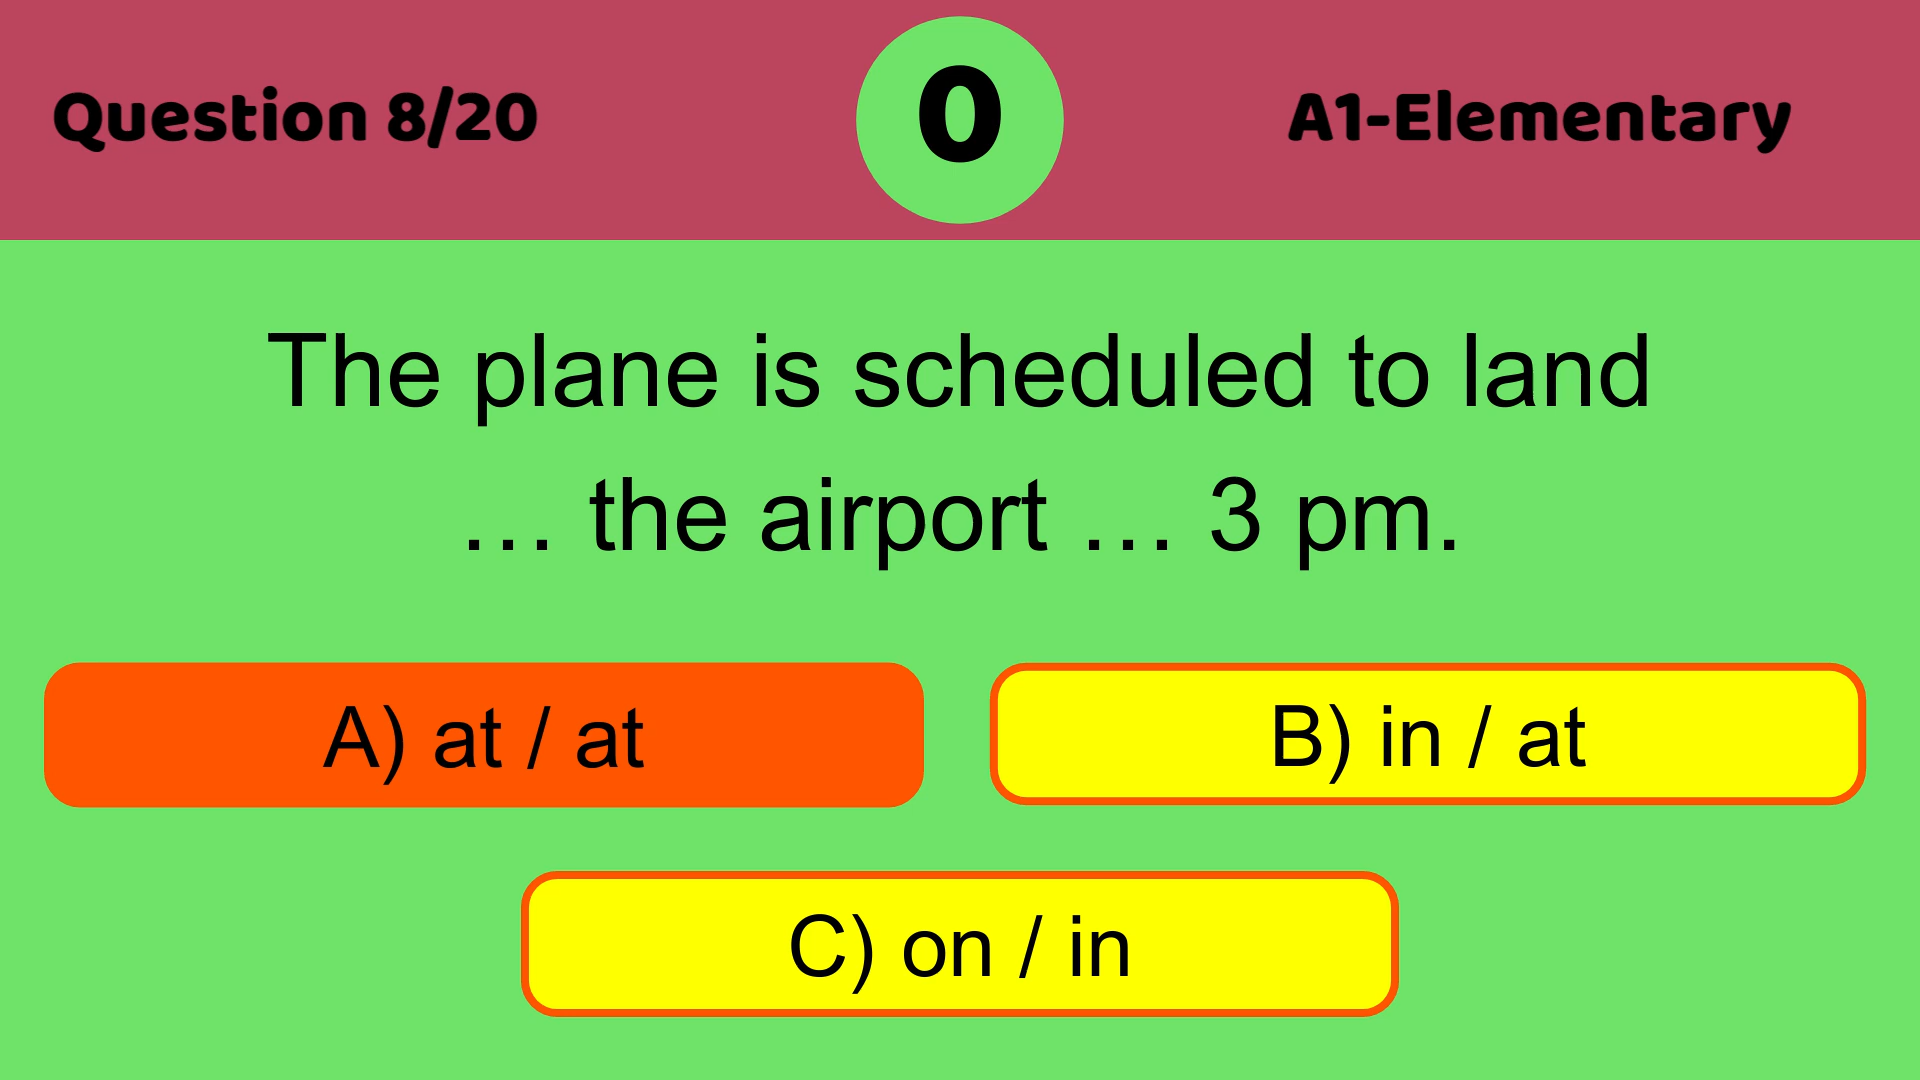 Question 8/20
0
A1-Elementary
The plane is scheduled to land
… the airport … 3 pm.
A) at / at
B) in / at
C) on / in